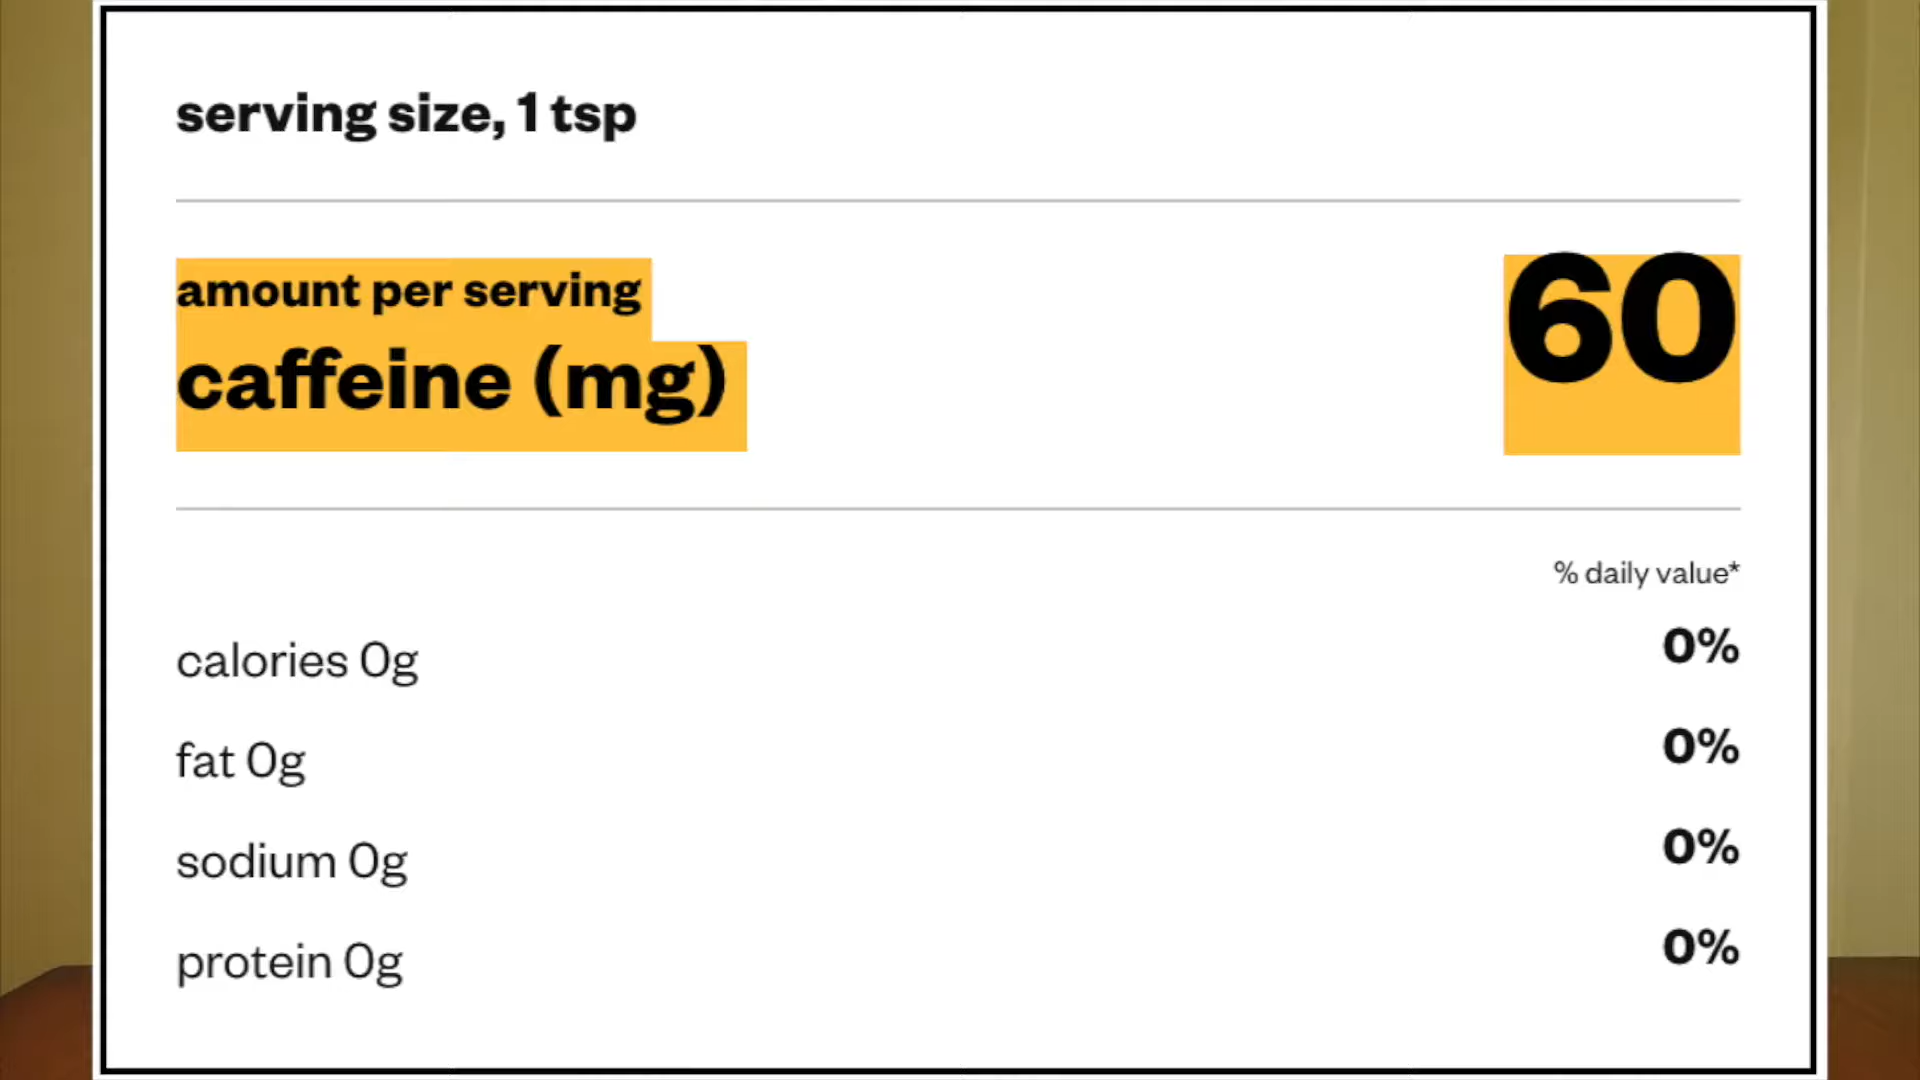 serving size, 1 tsp
amount per serving
caffeine (mg) 60
% daily value*
calories 0g 0%
fat 0g 0%
sodium 0g 0%
protein 0g 0%